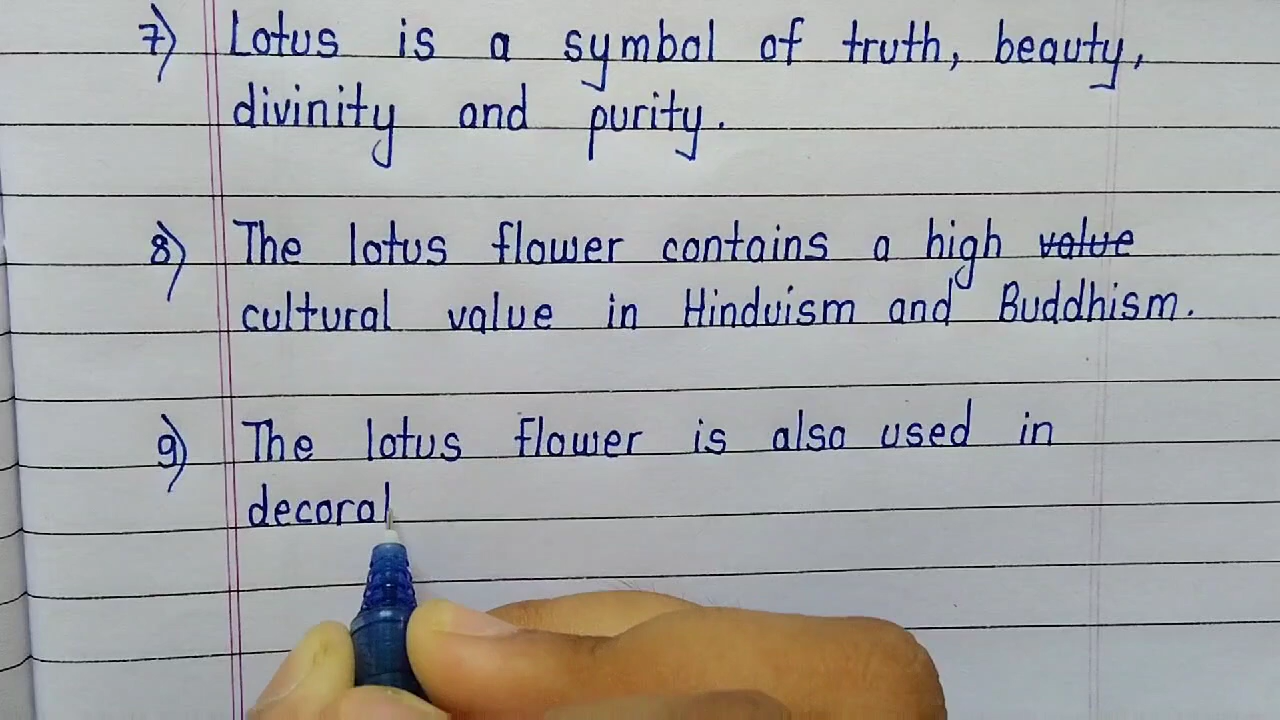 7) Lotus is a symbol of truth, beauty,
divinity and purity.
8) The lotus flower contains a high value
cultural value in Hinduism and Buddhism.
9) The lotus flower is also used in
decoral